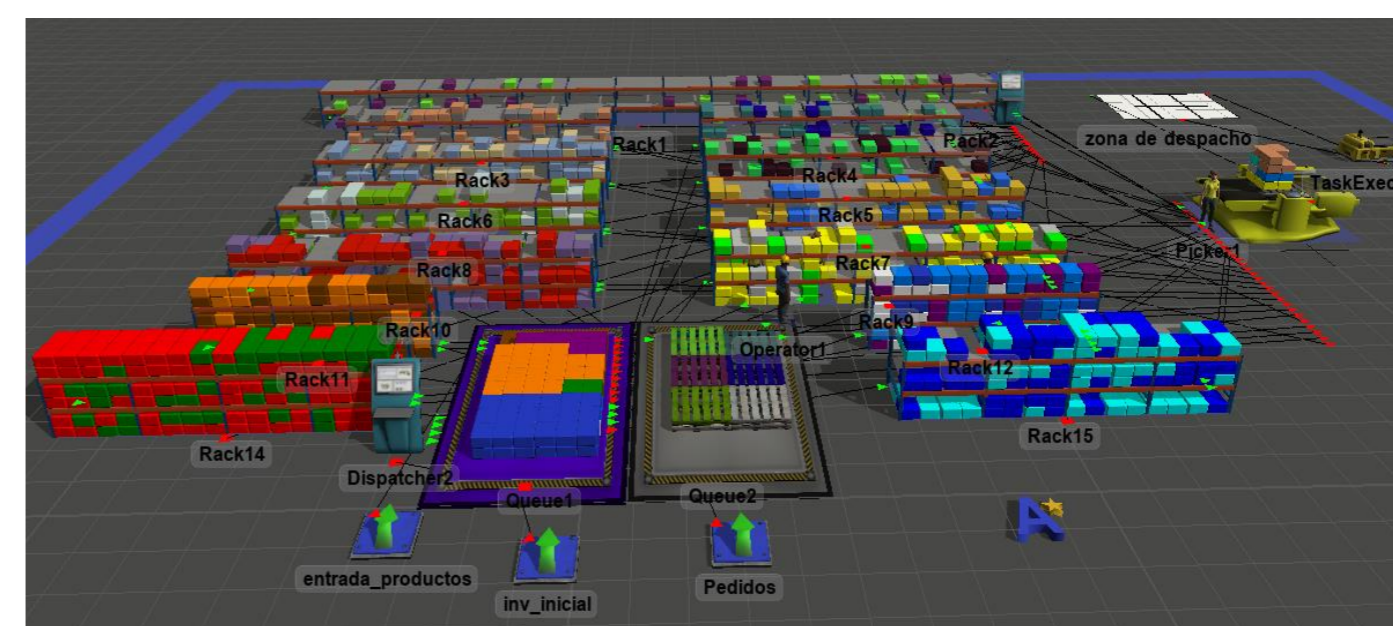 Rack1
Pack2
zona de despacho
Rack3
Rack4
TaskExec
Rack6
Rack5
Rack8
Rack7
Picker1
Rack10
Rack9
Operator1
Rack11
Rack12
Rack14
Rack15
Dispatcher2
Queue1
Queue2
entrada_productos
inv_inicial
Pedidos